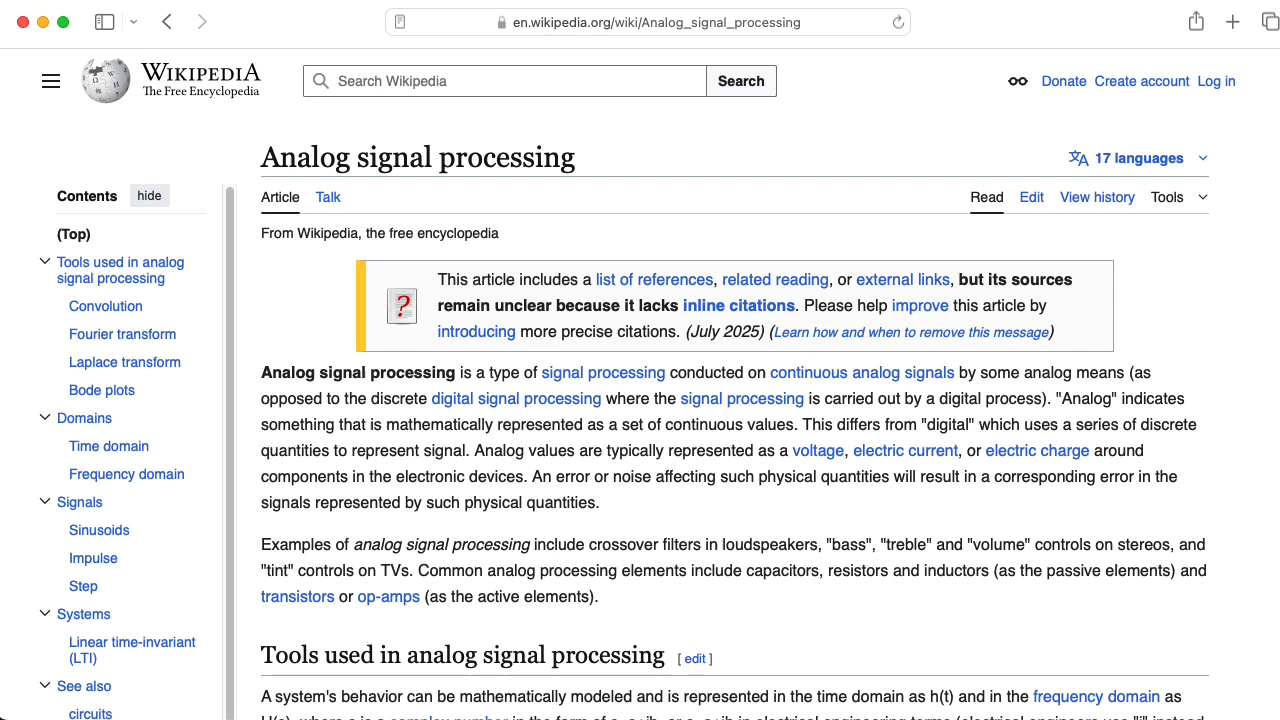 en.wikipedia.org/wiki/Analog_signal_processing
WIKIPEDIA
The Free Encyclopedia
Search Wikipedia
Search
Donate Create account Log in
Analog signal processing
17 languages
Contents hide
Article Talk
Read Edit View history Tools
From Wikipedia, the free encyclopedia
(Top)
Tools used in analog
signal processing
Convolution
Fourier transform
Laplace transform
Bode plots
Domains
Time domain
Frequency domain
Signals
Sinusoids
Impulse
Step
Systems
Linear time-invariant
(LTI)
See also
circuits
This article includes a list of references, related reading, or external links, but its sources
remain unclear because it lacks inline citations. Please help improve this article by
introducing more precise citations. (July 2025) (Learn how and when to remove this message)
Analog signal processing is a type of signal processing conducted on continuous analog signals by some analog means (as
opposed to the discrete digital signal processing where the signal processing is carried out by a digital process). "Analog" indicates
something that is mathematically represented as a set of continuous values. This differs from "digital" which uses a series of discrete
quantities to represent signal. Analog values are typically represented as a voltage, electric current, or electric charge around
components in the electronic devices. An error or noise affecting such physical quantities will result in a corresponding error in the
signals represented by such physical quantities.
Examples of analog signal processing include crossover filters in loudspeakers, "bass", "treble" and "volume" controls on stereos, and
"tint" controls on TVs. Common analog processing elements include capacitors, resistors and inductors (as the passive elements) and
transistors or op-amps (as the active elements).
Tools used in analog signal processing [ edit ]
A system's behavior can be mathematically modeled and is represented in the time domain as h(t) and in the frequency domain as